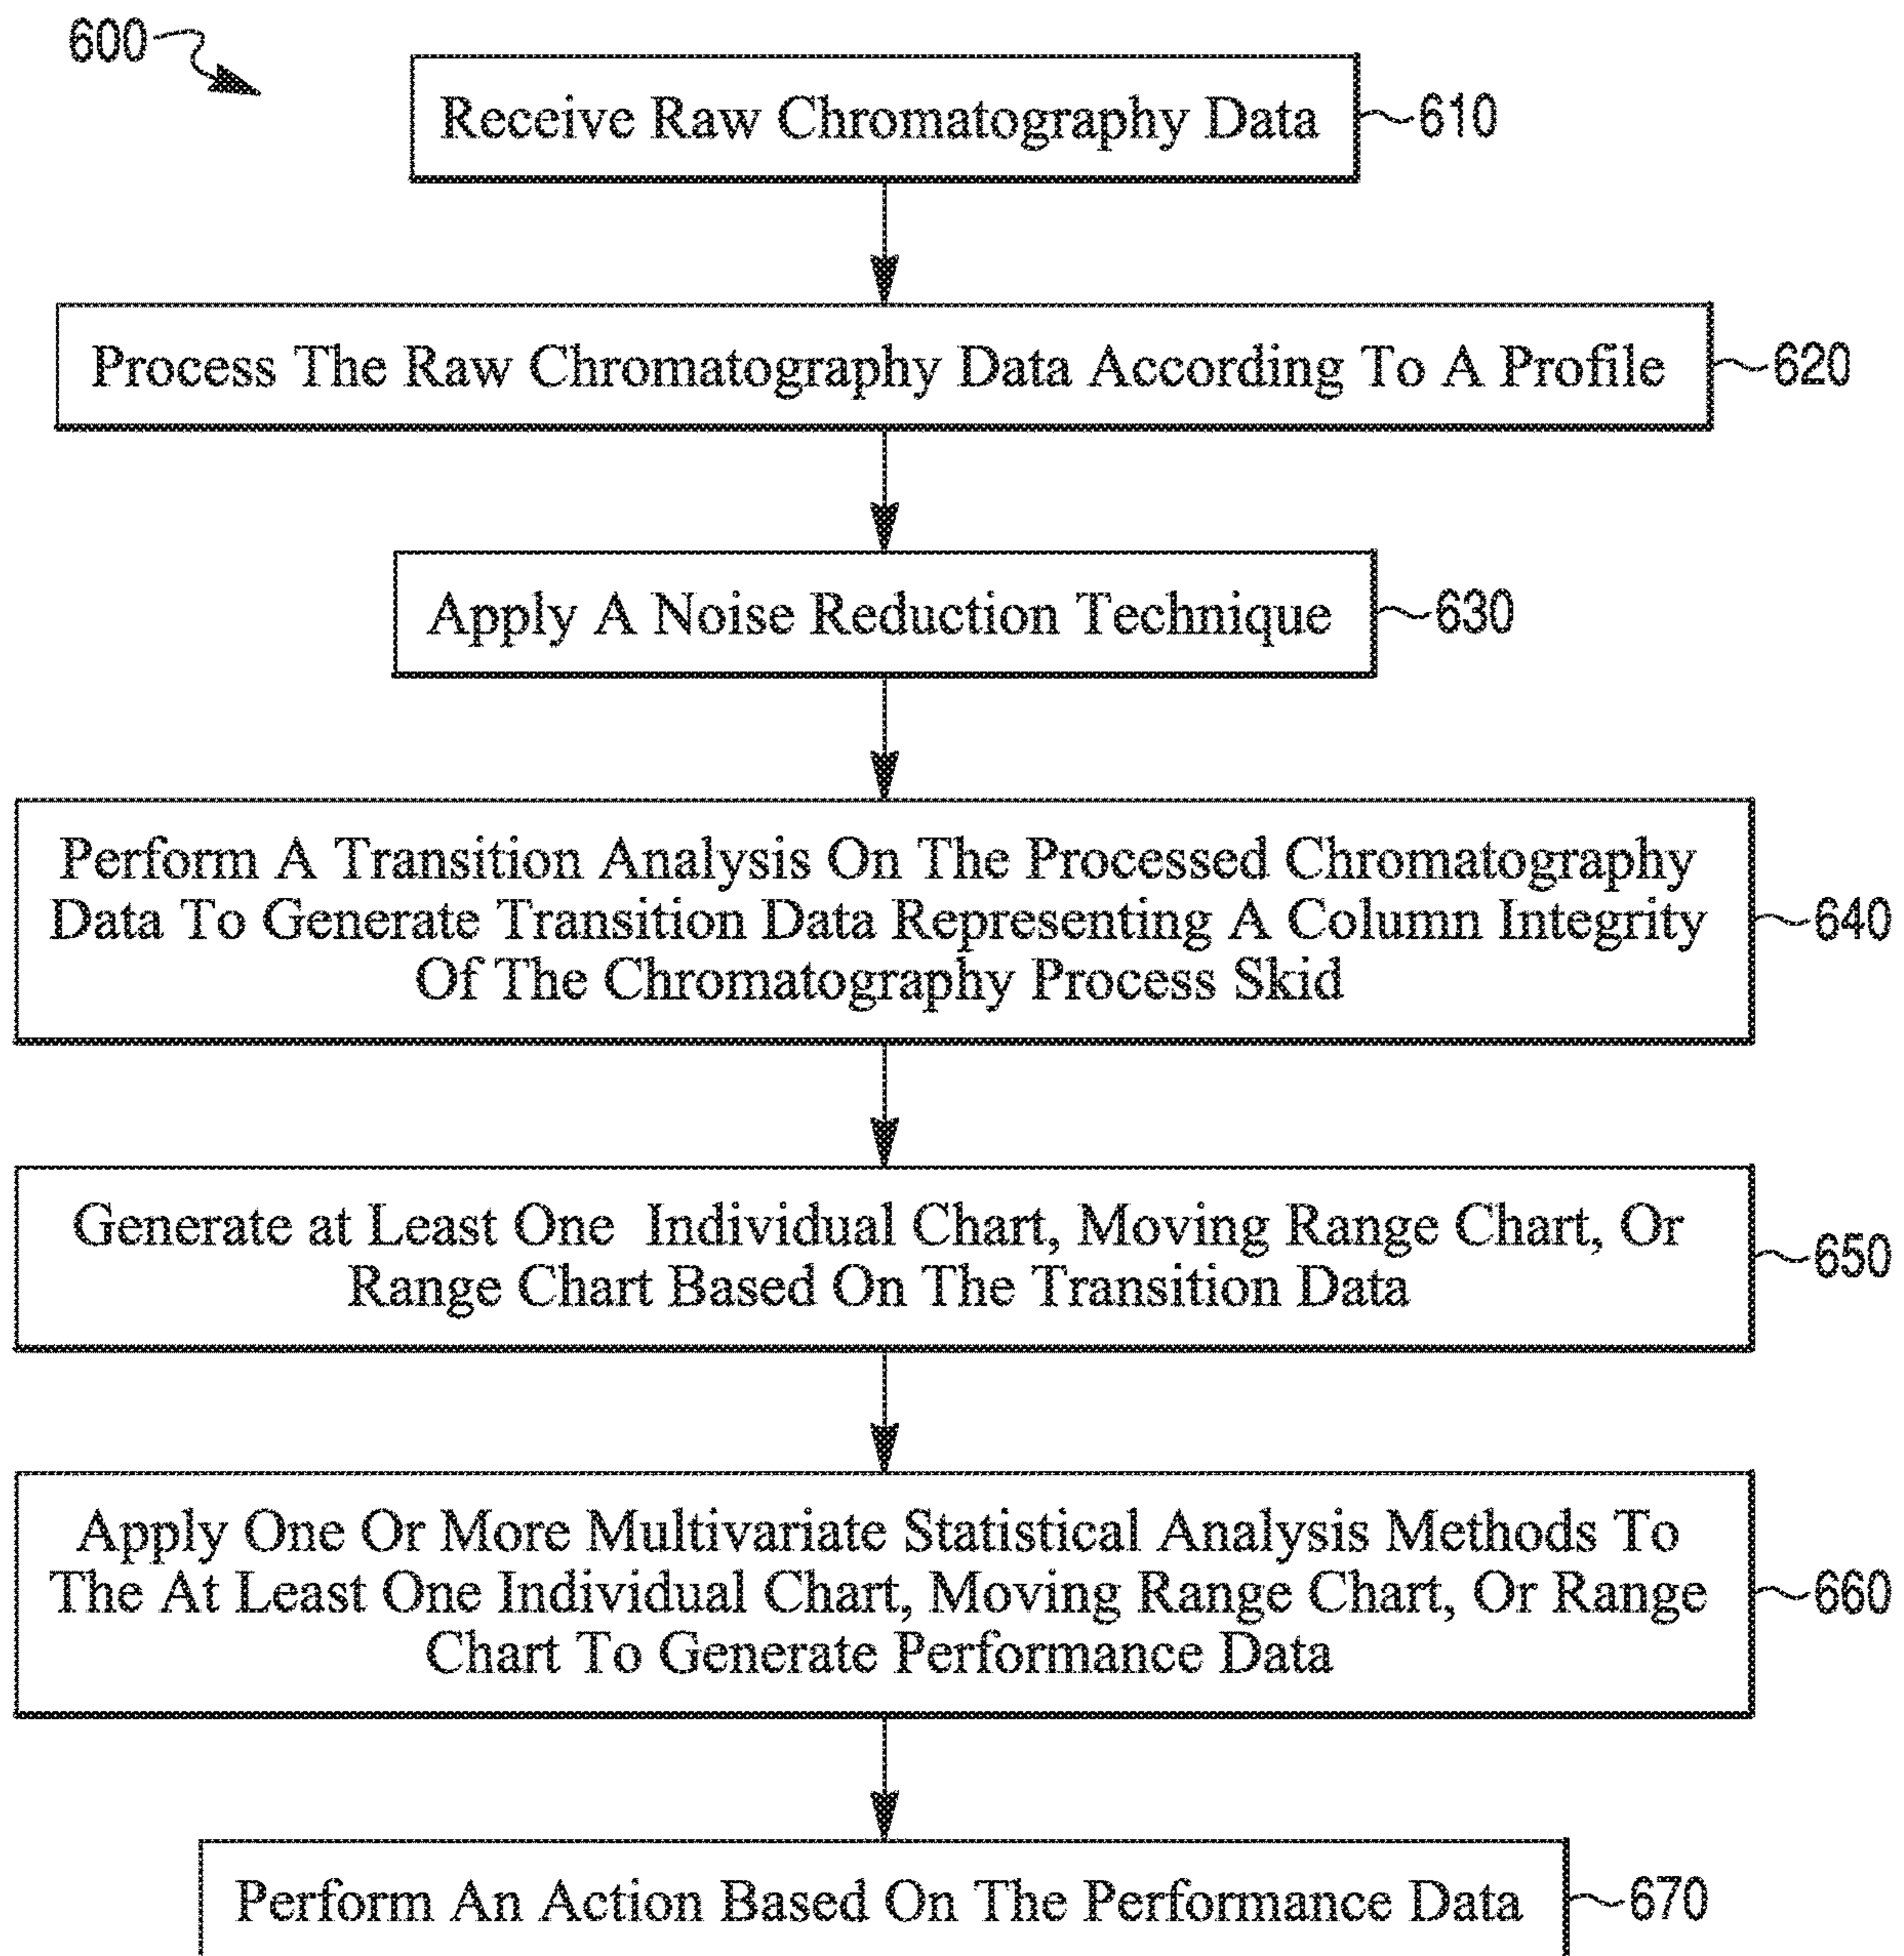 600
Receive Raw Chromatography Data
610
Process The Raw Chromatography Data According To A Profile
620
Apply A Noise Reduction Technique
630
Perform A Transition Analysis On The Processed Chromatography
Data To Generate Transition Data Representing A Column Integrity
Of The Chromatography Process Skid
640
Generate at Least One Individual Chart, Moving Range Chart, Or
Range Chart Based On The Transition Data
650
Apply One Or More Multivariate Statistical Analysis Methods To
The At Least One Individual Chart, Moving Range Chart, Or Range
Chart To Generate Performance Data
660
Perform An Action Based On The Performance Data
670